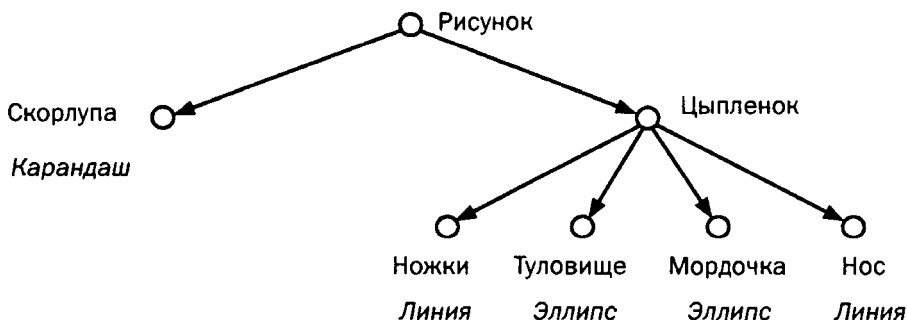 Рисунок
Скорлупа
Цыпленок
Карандаш
Ножки Туловище Мордочка Нос
Линия Эллипс Эллипс Линия